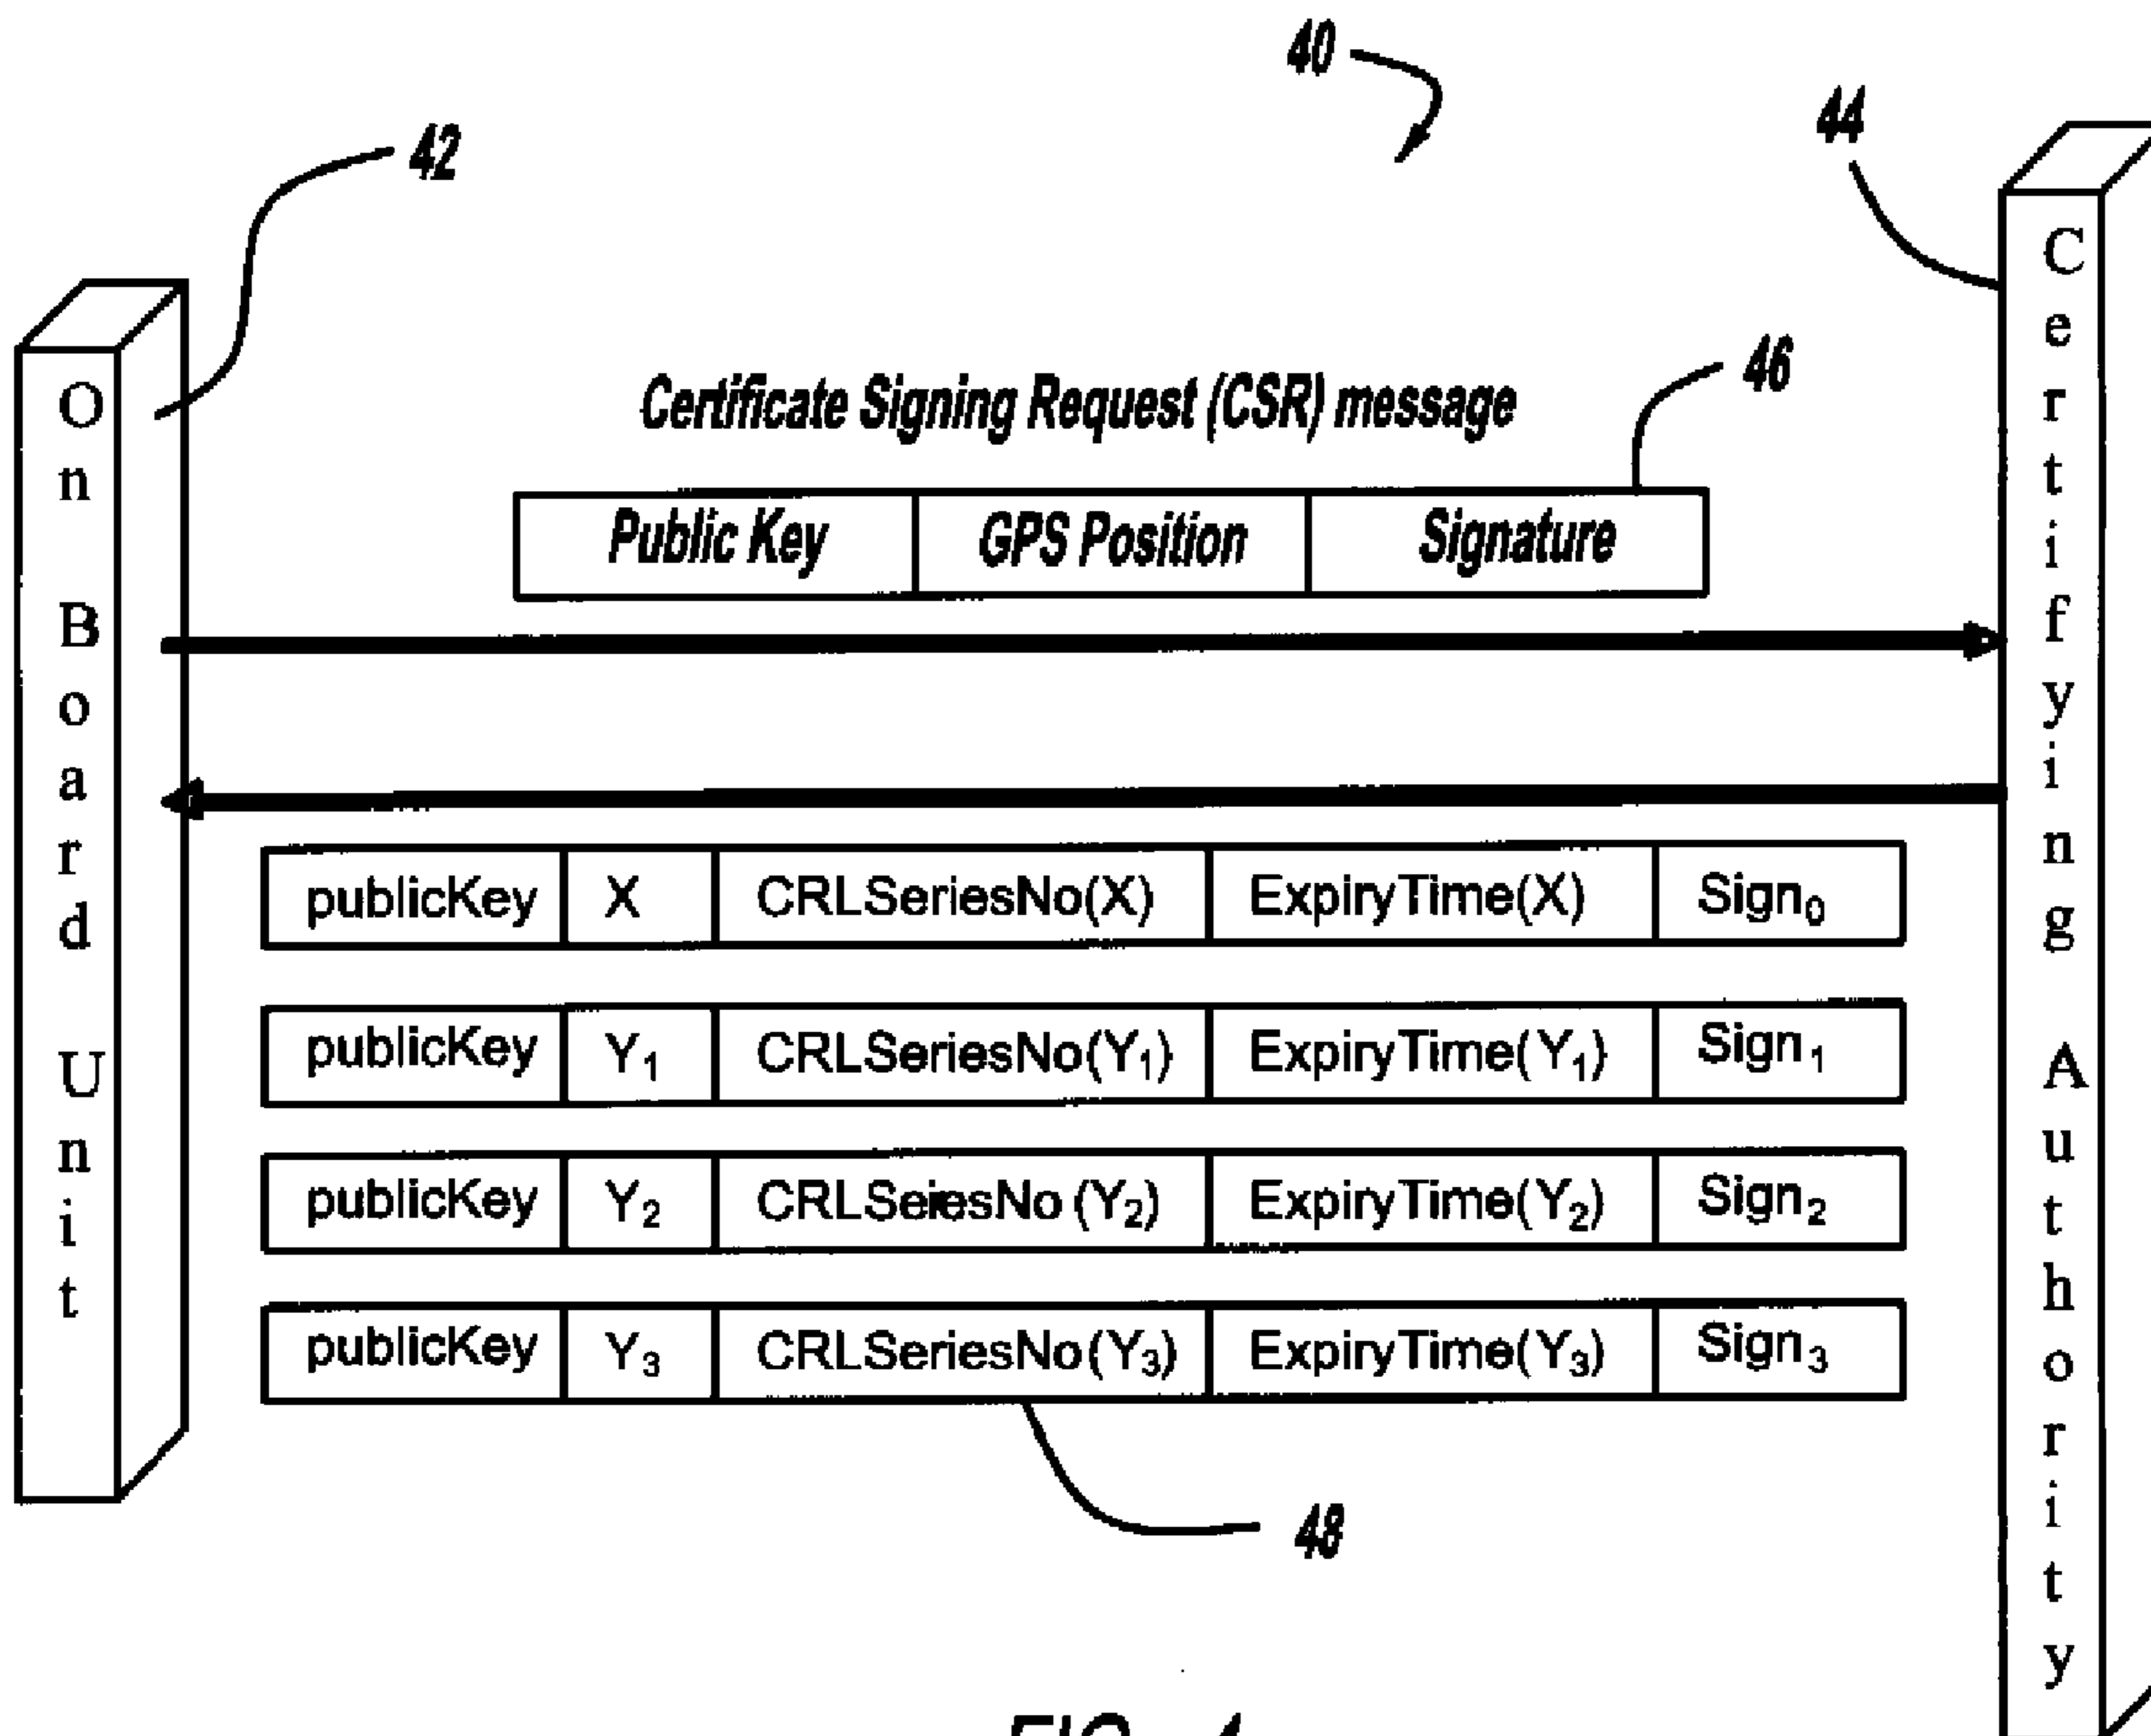 40
44
42
On Board Unit
Certifying Authority
46
Certificate Signing Request (CSR) message
Public Key GPS Position Signature
publicKey X CRLSeriesNo(X) ExpiryTime(X) Sign₀
publicKey Y₁ CRLSeriesNo(Y₁) ExpiryTime(Y₁) Sign₁
publicKey Y₂ CRLSeiesNo (Y₂) ExpiryTime(Y₂) Sign₂
publicKey Y₃ CRLSeriesNo(Y₃) ExpiryTime(Y₃) Sign₃
48